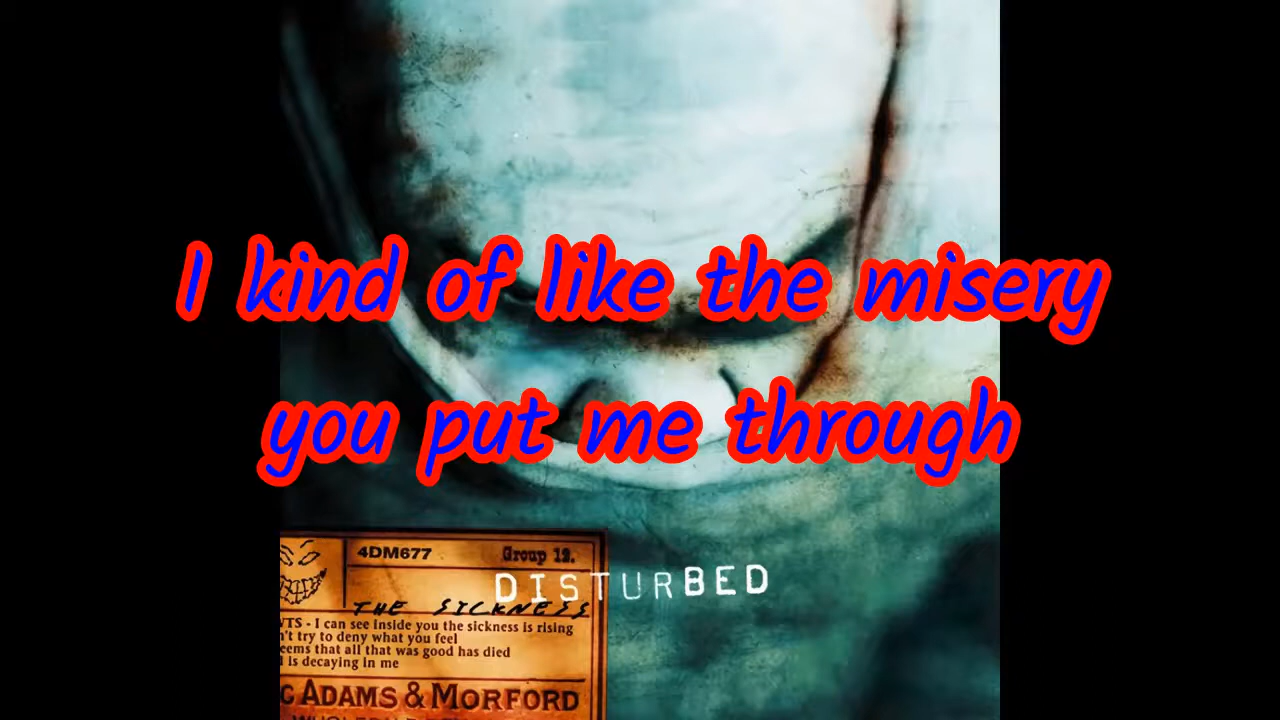 I kind of like the misery
you put me through
4DM677 Group 12.
DISTURBED
THE SICKNESS
NTS - I can see inside you the sickness is rising
n't try to deny what you feel
eems that all that was good has died
d is decaying in me
C ADAMS & MORFORD